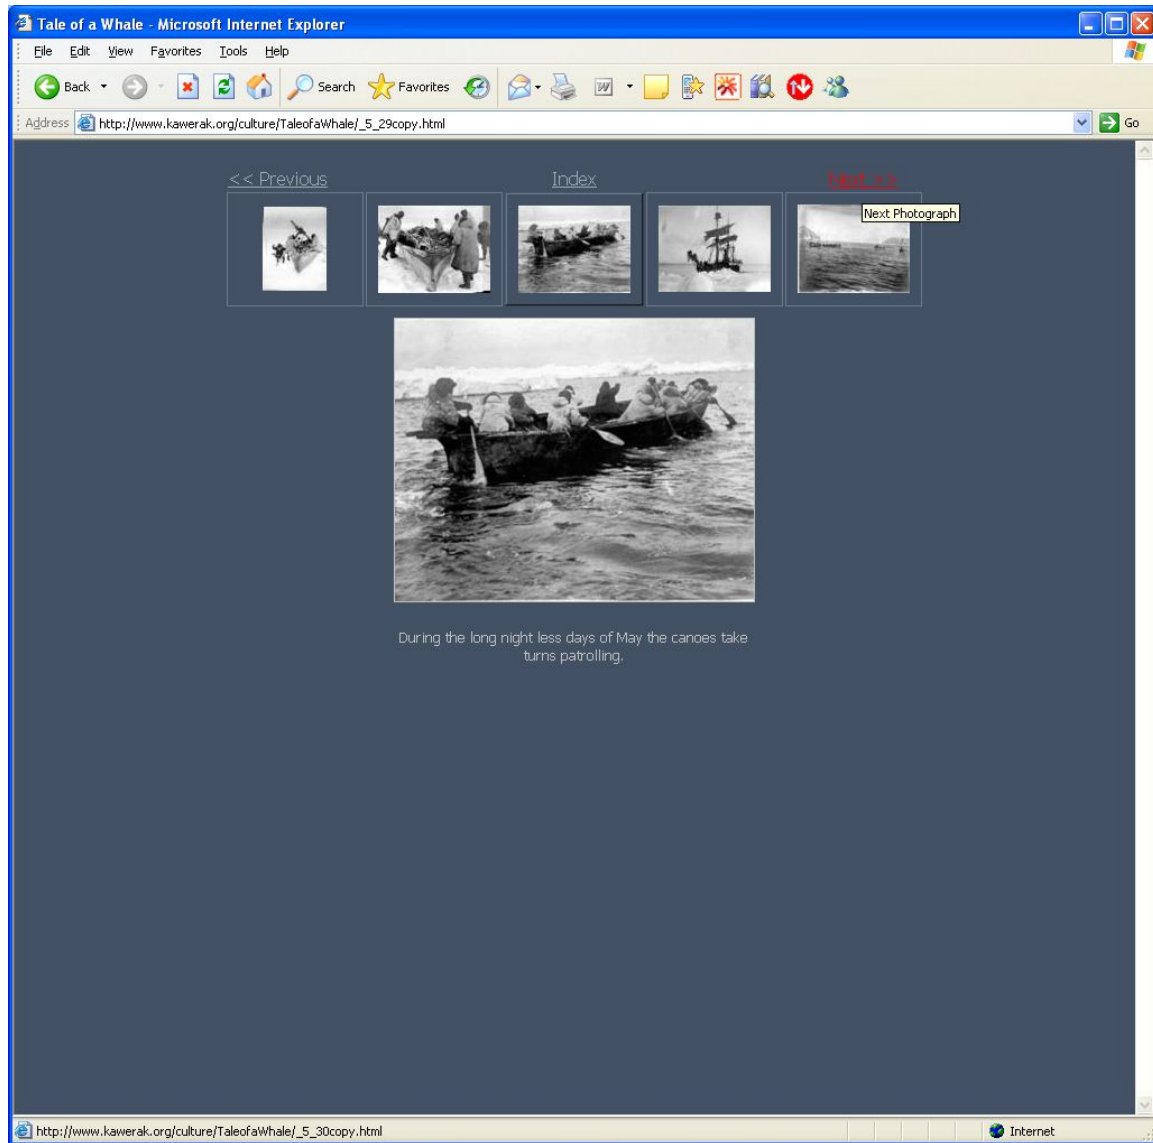 Tale of a Whale - Microsoft Internet Explorer
File Edit View Favorites Tools Help
Back Search Favorites
Address http://www.kawerak.org/culture/TaleofaWhale/_5_29copy.html Go
<< Previous Index Next >>
Next Photograph
During the long night less days of May the canoes take
turns patrolling.
http://www.kawerak.org/culture/TaleofaWhale/_5_30copy.html Internet